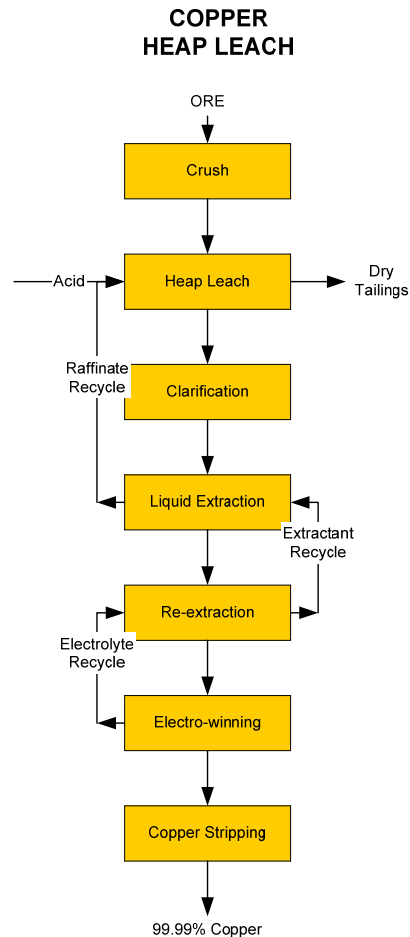 COPPER
HEAP LEACH
ORE
Crush
Acid
Heap Leach
Dry
Tailings
Raffinate
Recycle
Clarification
Liquid Extraction
Extractant
Recycle
Re-extraction
Electrolyte
Recycle
Electro-winning
Copper Stripping
99.99% Copper